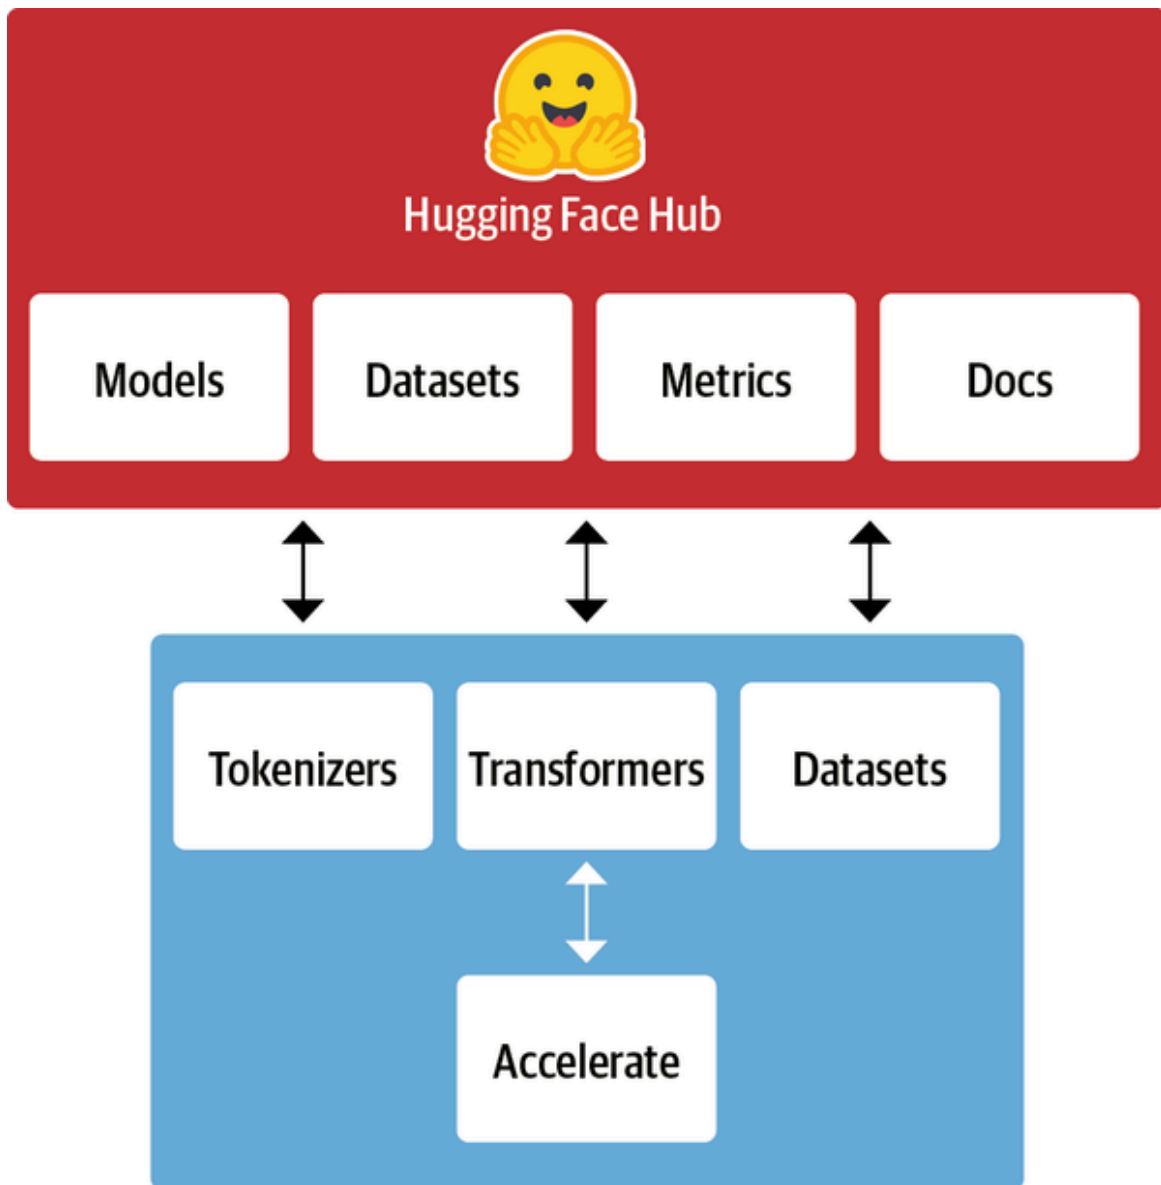 Hugging Face Hub
Models Datasets Metrics Docs
Tokenizers Transformers Datasets
Accelerate